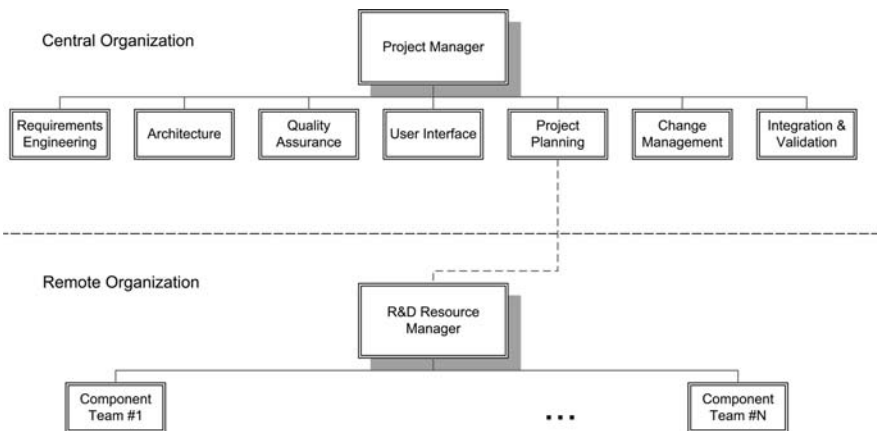 Central Organization
Project Manager
Requirements
Engineering
Architecture
Quality
Assurance
User Interface
Project
Planning
Change
Management
Integration &
Validation
Remote Organization
R&D Resource
Manager
Component
Team #1
...
Component
Team #N